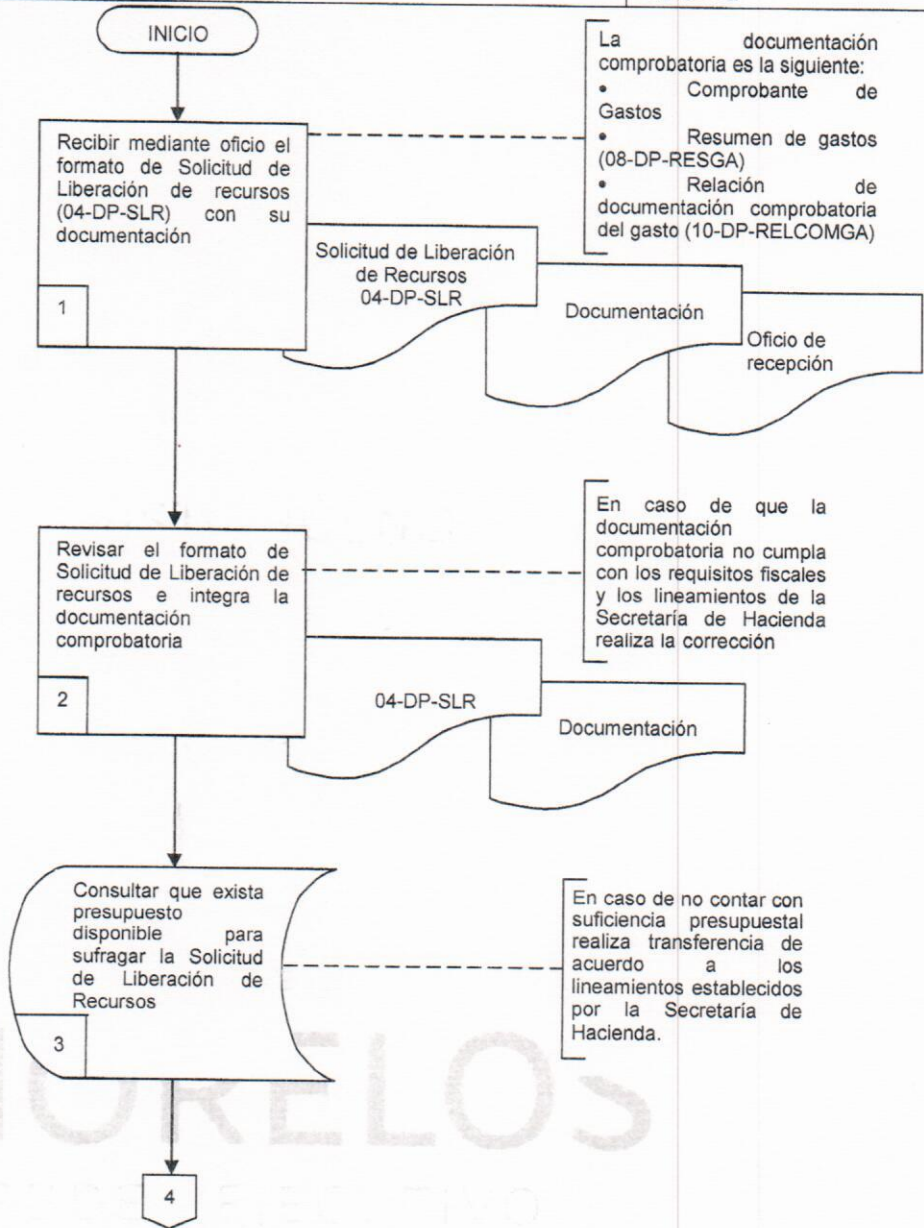 INICIO
La documentación
comprobatoria es la siguiente:
• Comprobante de
Gastos
• Resumen de gastos
(08-DP-RESGA)
• Relación de
documentación comprobatoria
del gasto (10-DP-RELCOMGA)
Recibir mediante oficio el
formato de Solicitud de
Liberación de recursos
(04-DP-SLR) con su
documentación
1
Solicitud de Liberación
de Recursos
04-DP-SLR
Documentación
Oficio de
recepción
Revisar el formato de
Solicitud de Liberación de
recursos e integra la
documentación
comprobatoria
2
En caso de que la
documentación
comprobatoria no cumpla
con los requisitos fiscales
y los lineamientos de la
Secretaría de Hacienda
realiza la corrección
04-DP-SLR
Documentación
Consultar que exista
presupuesto
disponible para
sufragar la Solicitud
de Liberación de
Recursos
3
En caso de no contar con
suficiencia presupuestal
realiza transferencia de
acuerdo a los
lineamientos establecidos
por la Secretaría de
Hacienda.
MORELOS
4